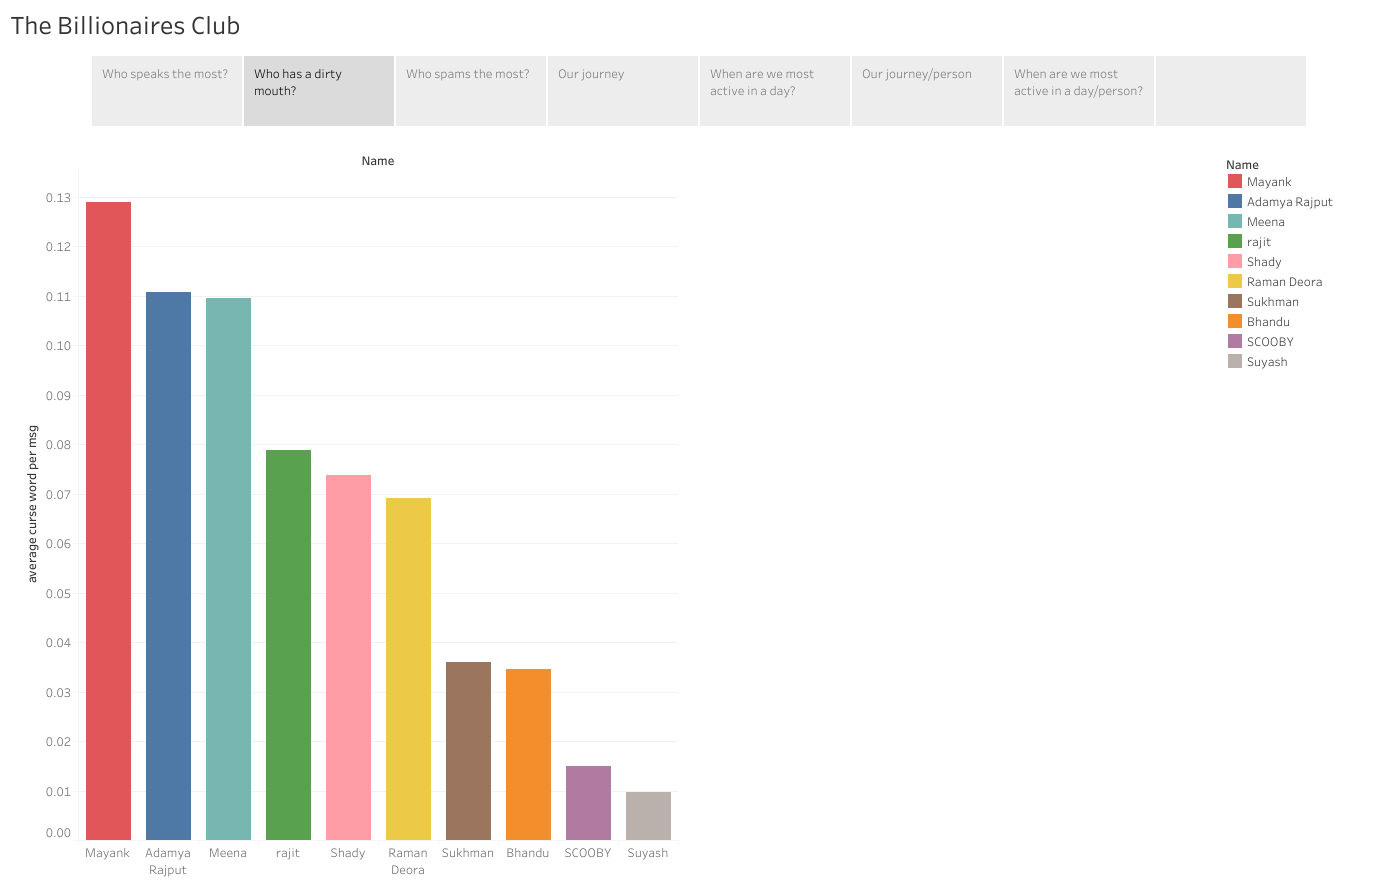 The Billionaires Club
Who speaks the most?
Who has a dirty
mouth?
Who spams the most?
Our journey
When are we most
active in a day?
Our journey/person
When are we most
active in a day/person?
Name
0.13
0.12
0.11
0.10
0.09
0.08
0.07
0.06
0.05
0.04
0.03
0.02
0.01
0.00
average curse word per msg
Mayank
Adamya
Rajput
Meena
rajit
Shady
Raman
Deora
Sukhman
Bhandu
SCOOBY
Suyash
Name
Mayank
Adamya Rajput
Meena
rajit
Shady
Raman Deora
Sukhman
Bhandu
SCOOBY
Suyash